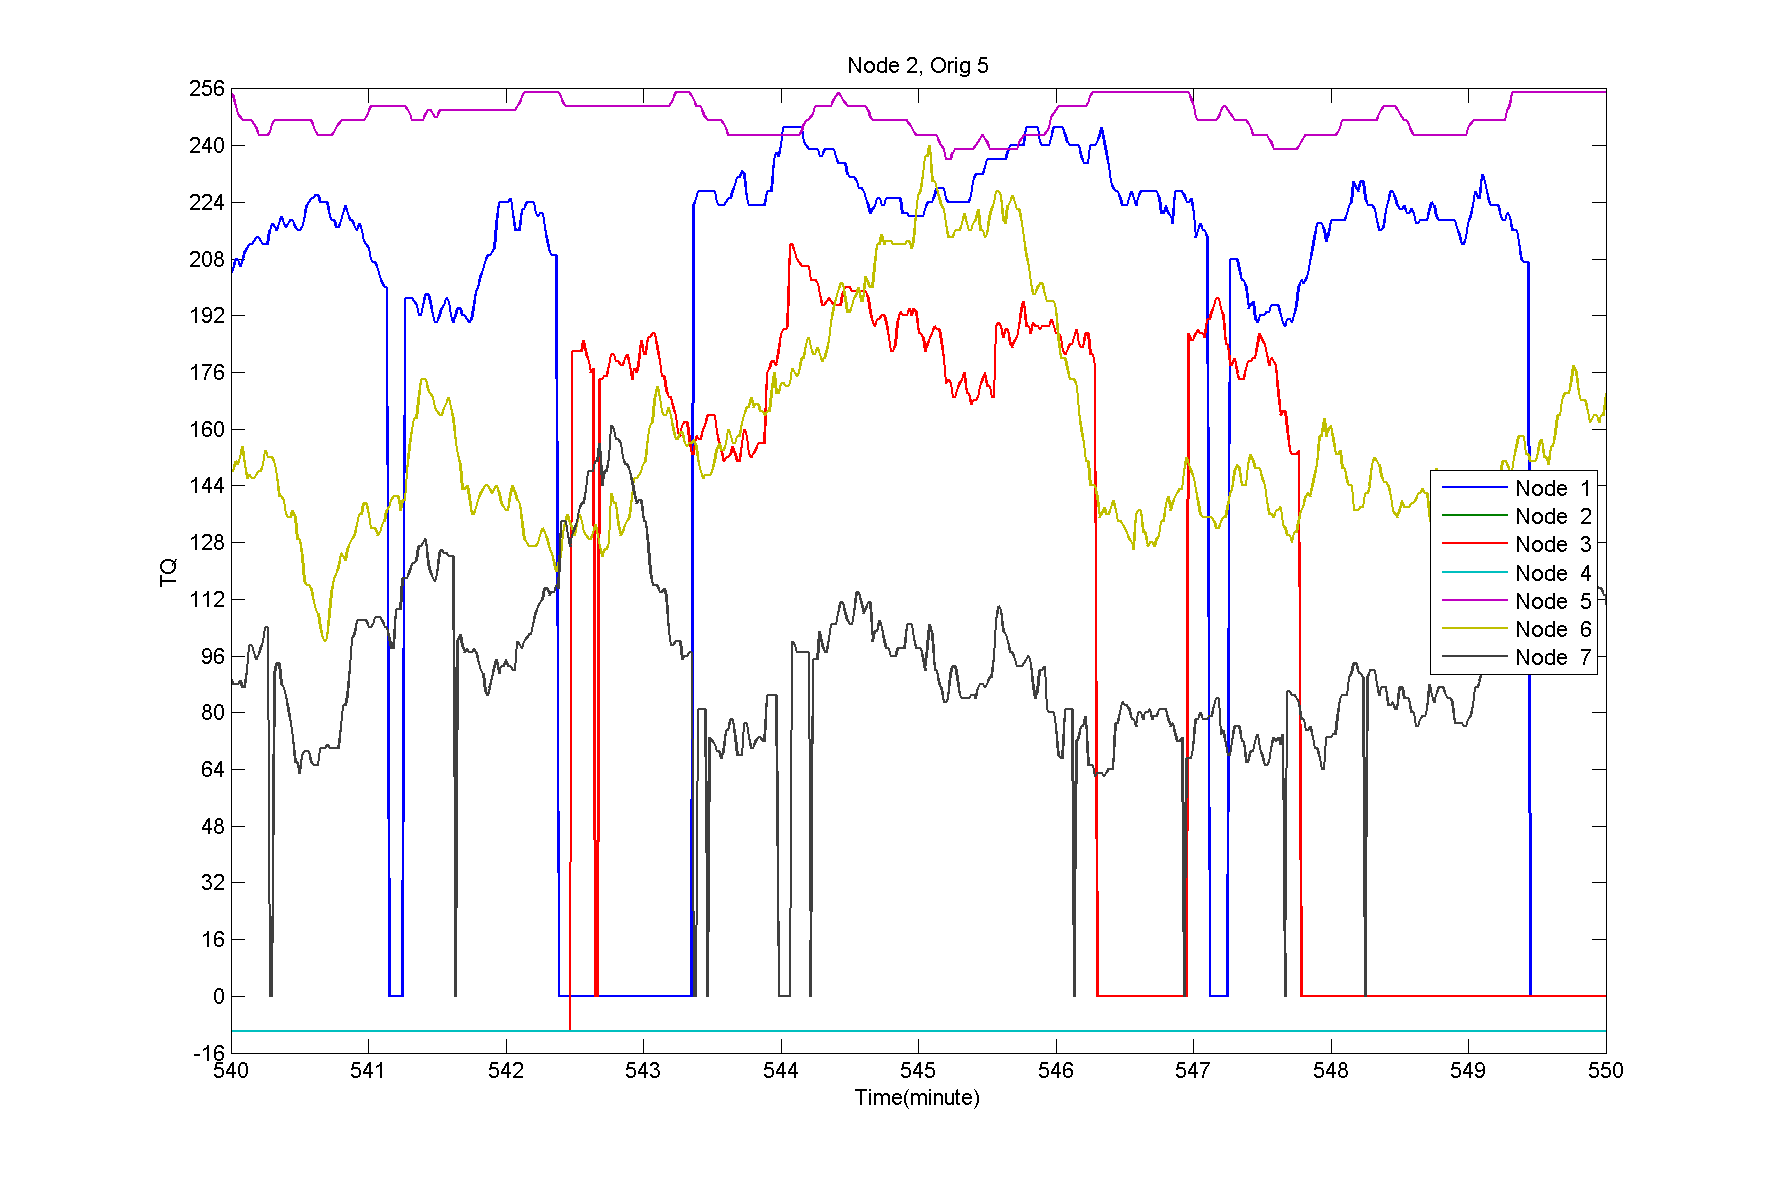 Node 2, Orig 5
256
240
224
208
192
176
160
144
128
112
96
80
64
48
32
16
0
-16
TQ
Node 1
Node 2
Node 3
Node 4
Node 5
Node 6
Node 7
540 541 542 543 544 545 546 547 548 549 550
Time(minute)